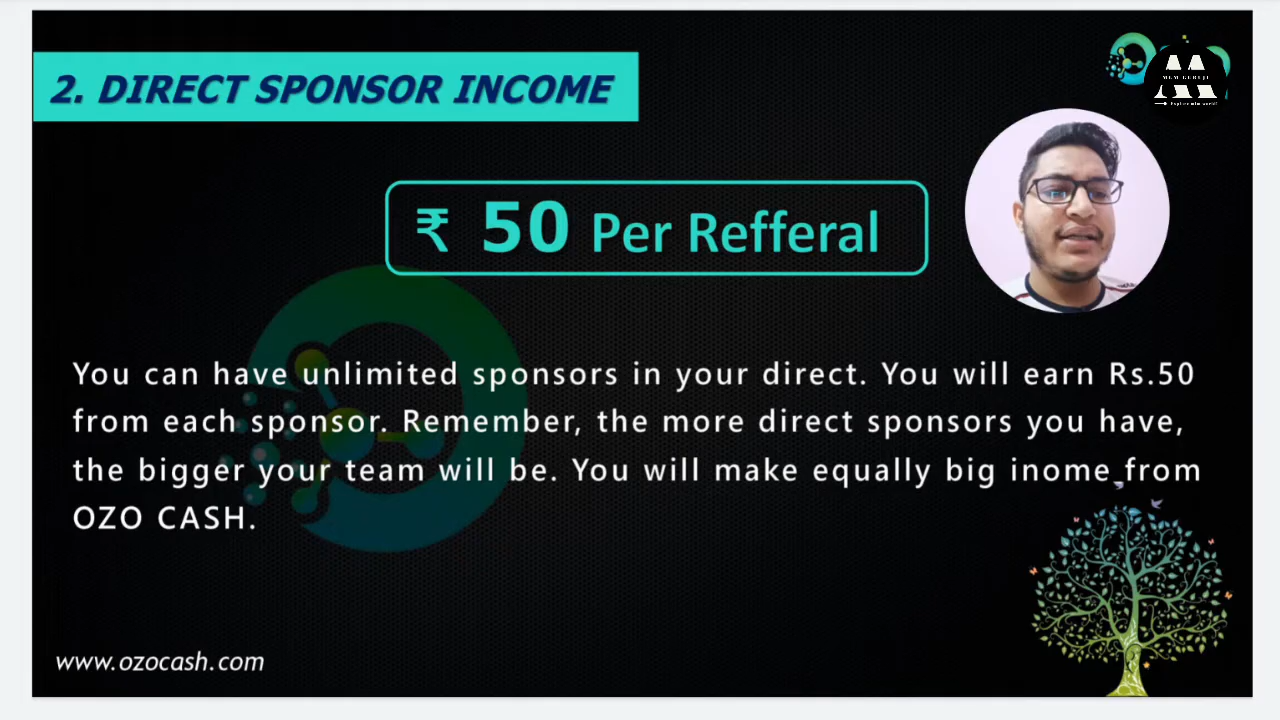 2. DIRECT SPONSOR INCOME
MLM GURUJI
₹ 50 Per Refferal
You can have unlimited sponsors in your direct. You will earn Rs.50
from each sponsor. Remember, the more direct sponsors you have,
the bigger your team will be. You will make equally big inome from
OZO CASH.
www.ozocash.com